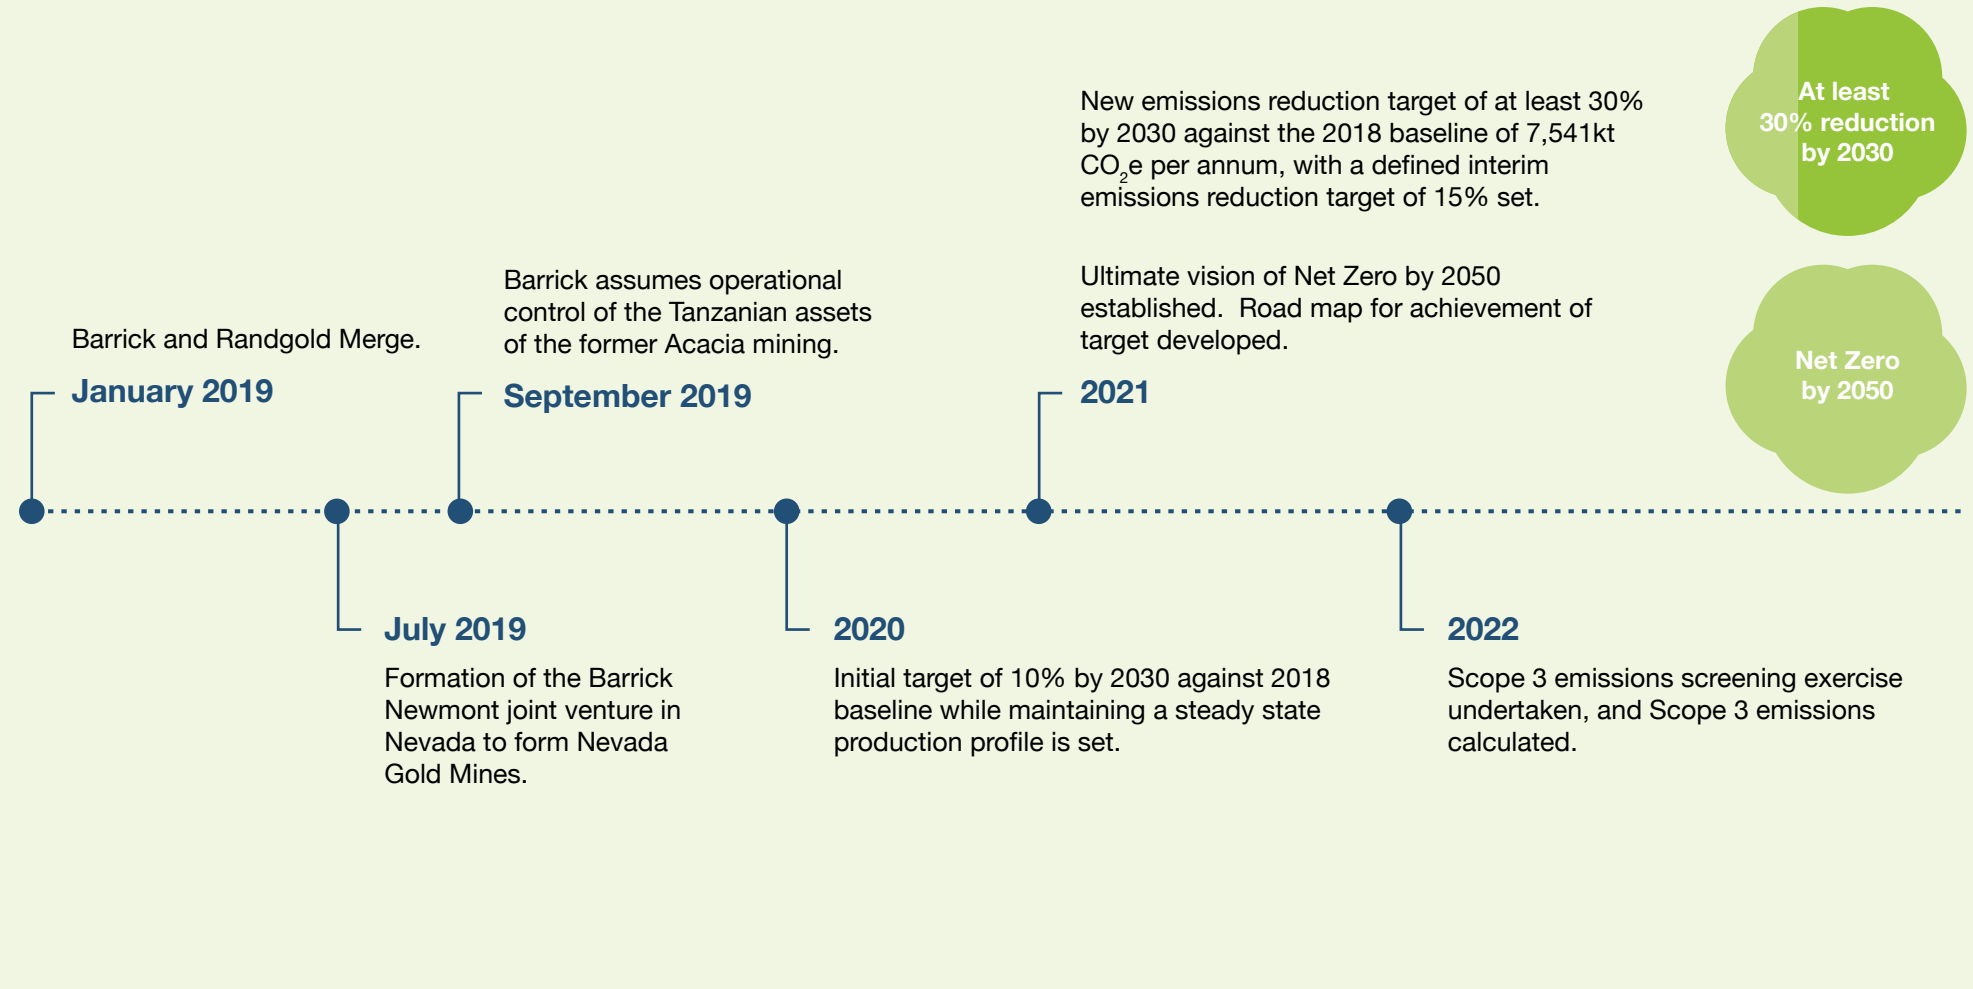 Barrick and Randgold Merge.
January 2019
Formation of the Barrick
Newmont joint venture in
Nevada to form Nevada
Gold Mines.
July 2019
Barrick assumes operational
control of the Tanzanian assets
of the former Acacia mining.
September 2019
2020
Initial target of 10% by 2030 against 2018
baseline while maintaining a steady state
production profile is set.
New emissions reduction target of at least 30%
by 2030 against the 2018 baseline of 7,541kt
CO₂e per annum, with a defined interim
emissions reduction target of 15% set.
Ultimate vision of Net Zero by 2050
established.  Road map for achievement of
target developed.
2021
2022
Scope 3 emissions screening exercise
undertaken, and Scope 3 emissions
calculated.
At least
30% reduction
by 2030
Net Zero
by 2050